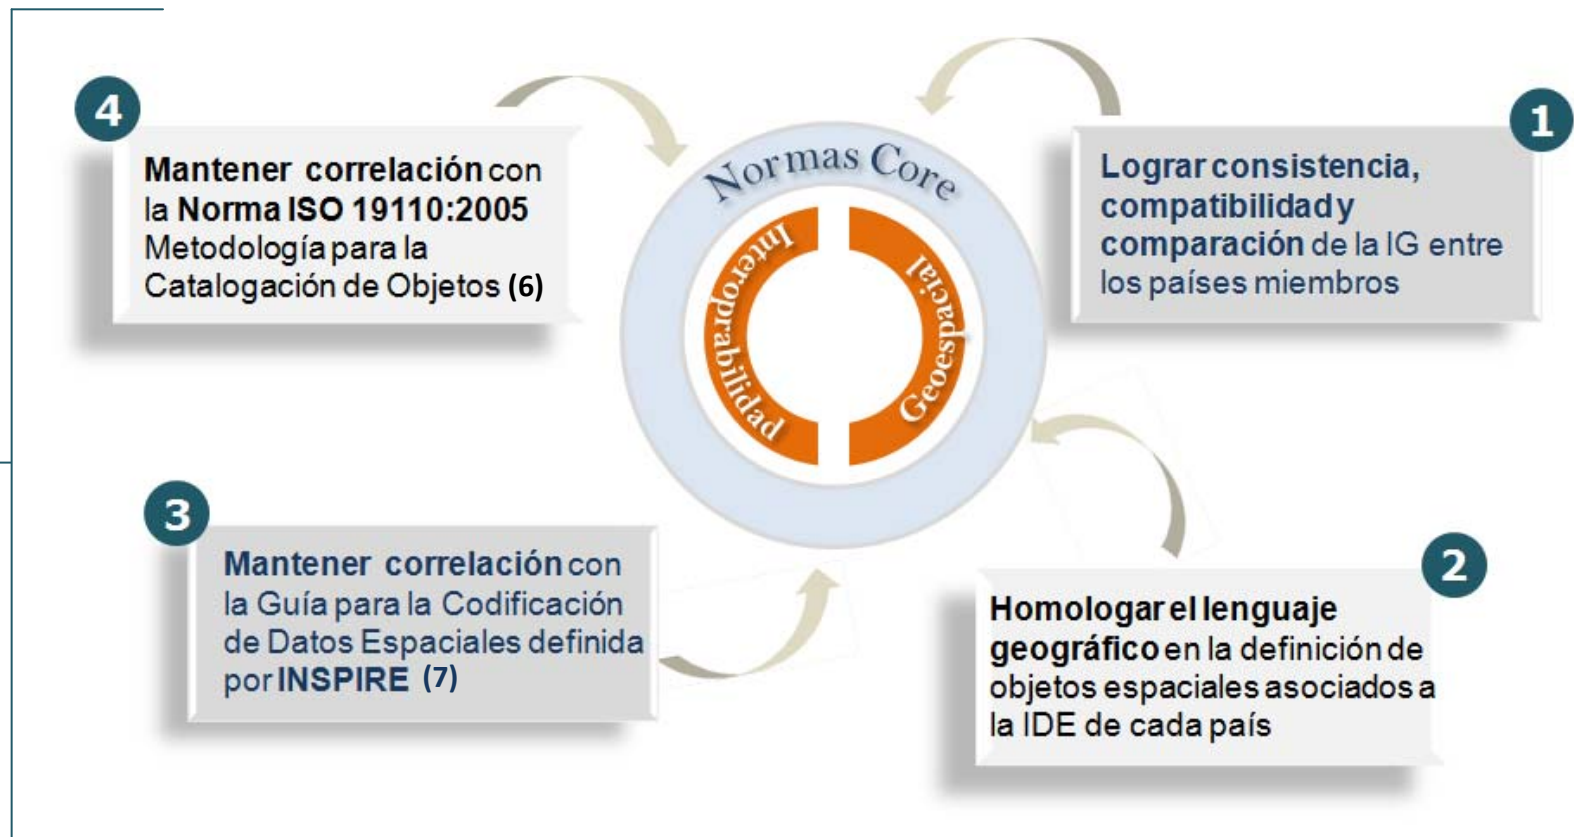 4
Mantener correlación con
la Norma ISO 19110:2005
Metodología para la
Catalogación de Objetos (6)
1
Lograr consistencia,
compatibilidad y
comparación de la IG entre
los países miembros
Normas Core
Interoprabilidad
Geoespacial
3
Mantener correlación con
la Guía para la Codificación
de Datos Espaciales definida
por INSPIRE (7)
2
Homologar el lenguaje
geográfico en la definición de
objetos espaciales asociados a
la IDE de cada país